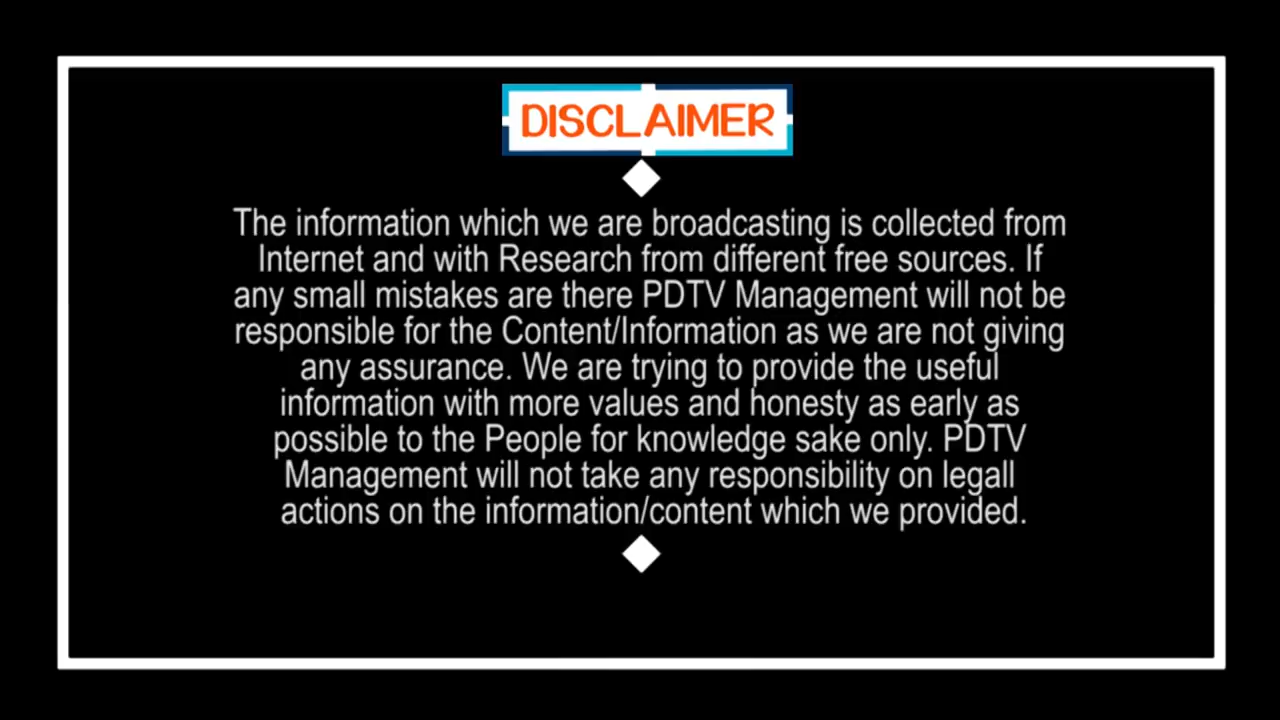 DISCLAIMER
The information which we are broadcasting is collected from
Internet and with Research from different free sources. If
any small mistakes are there PDTV Management will not be
responsible for the Content/Information as we are not giving
any assurance. We are trying to provide the useful
information with more values and honesty as early as
possible to the People for knowledge sake only. PDTV
Management will not take any responsibility on legall
actions on the information/content which we provided.